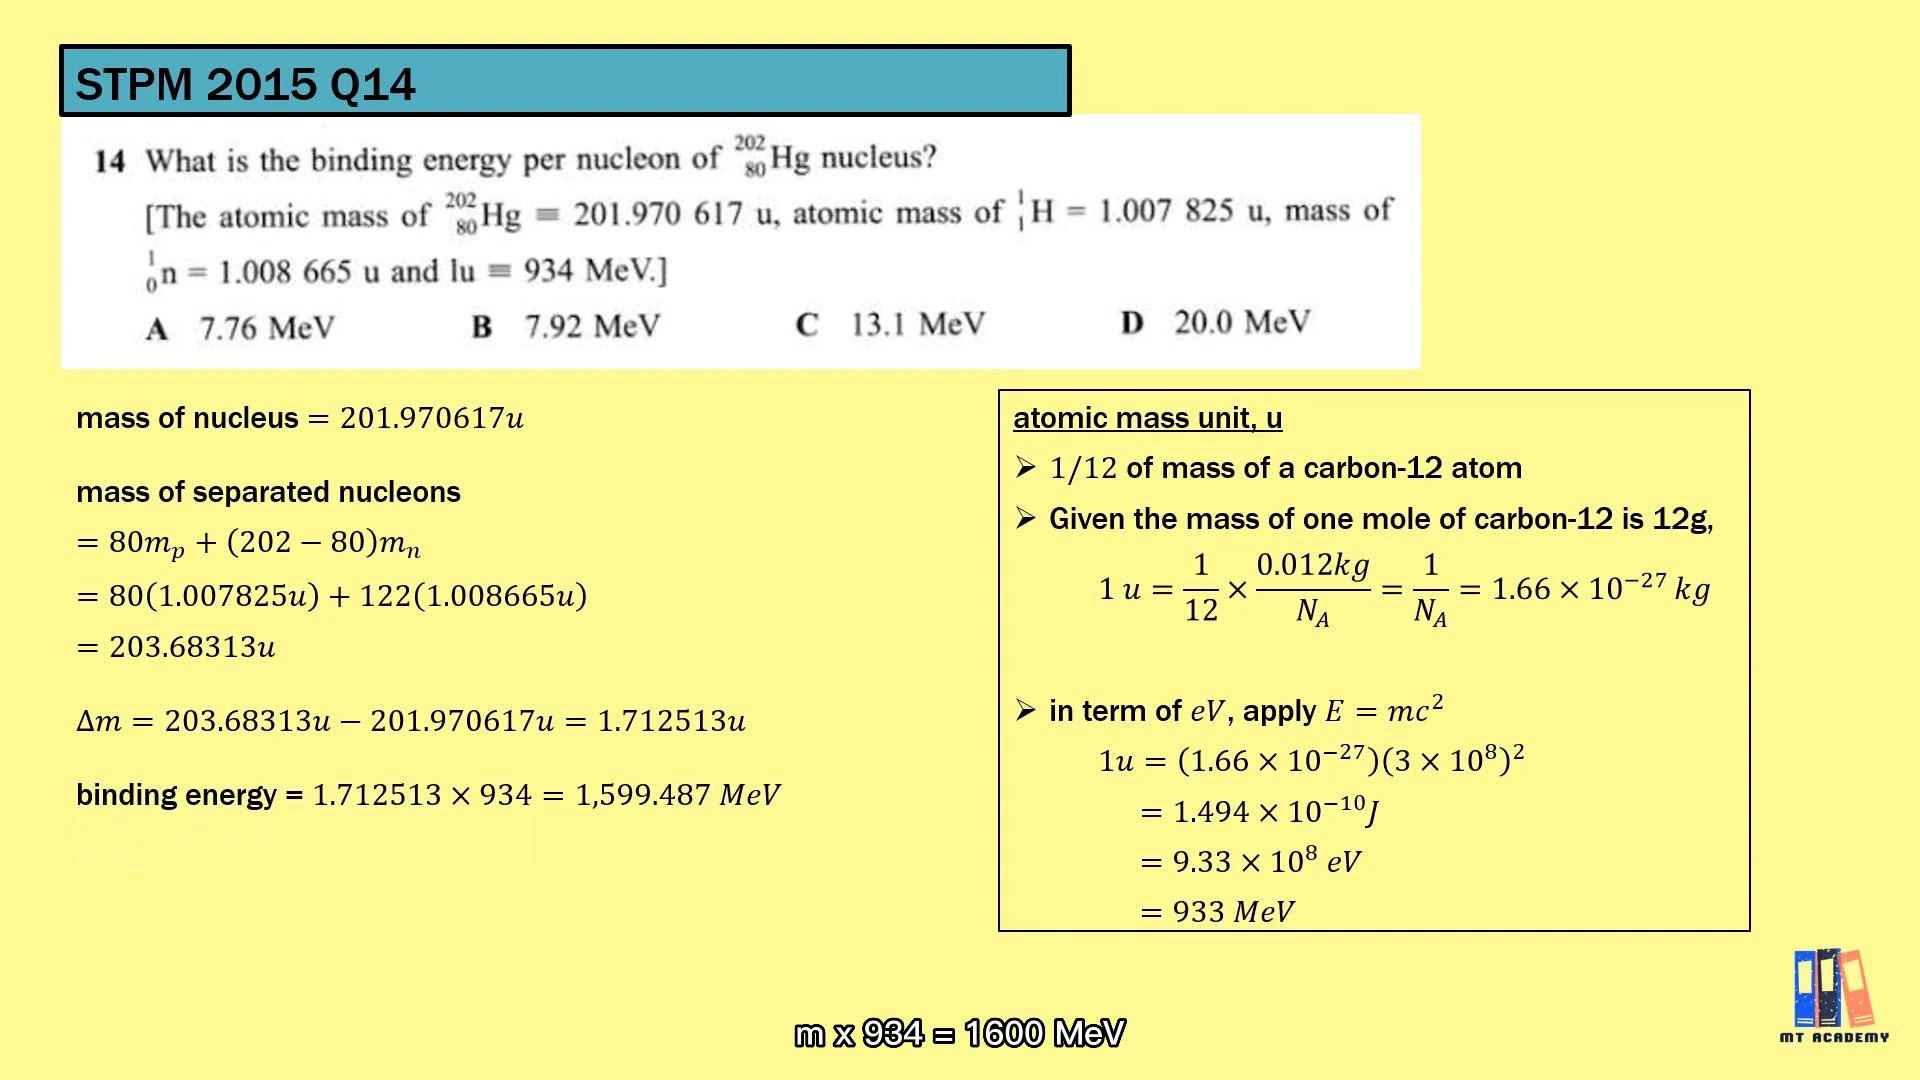 STPM 2015 Q14
14 What is the binding energy per nucleon of ²⁰²₈₀Hg nucleus?
[The atomic mass of ²⁰²₈₀Hg ≡ 201.970 617 u, atomic mass of ¹₁H = 1.007 825 u, mass of
¹₀n = 1.008 665 u and lu ≡ 934 MeV.]
A 7.76 MeV B 7.92 MeV C 13.1 MeV D 20.0 MeV
mass of nucleus = 201.970617u
mass of separated nucleons
= 80mₚ + (202 − 80)mₙ
= 80(1.007825u) + 122(1.008665u)
= 203.68313u
Δm = 203.68313u − 201.970617u = 1.712513u
binding energy = 1.712513 × 934 = 1,599.487 MeV
atomic mass unit, u
➢ 1/12 of mass of a carbon-12 atom
➢ Given the mass of one mole of carbon-12 is 12g,
1 u = 1/12 × 0.012kg/N_A = 1/N_A = 1.66 × 10⁻²⁷ kg
➢ in term of eV, apply E = mc²
1u = (1.66 × 10⁻²⁷)(3 × 10⁸)²
= 1.494 × 10⁻¹⁰J
= 9.33 × 10⁸ eV
= 933 MeV
m x 934 = 1600 MeV
MT ACADEMY